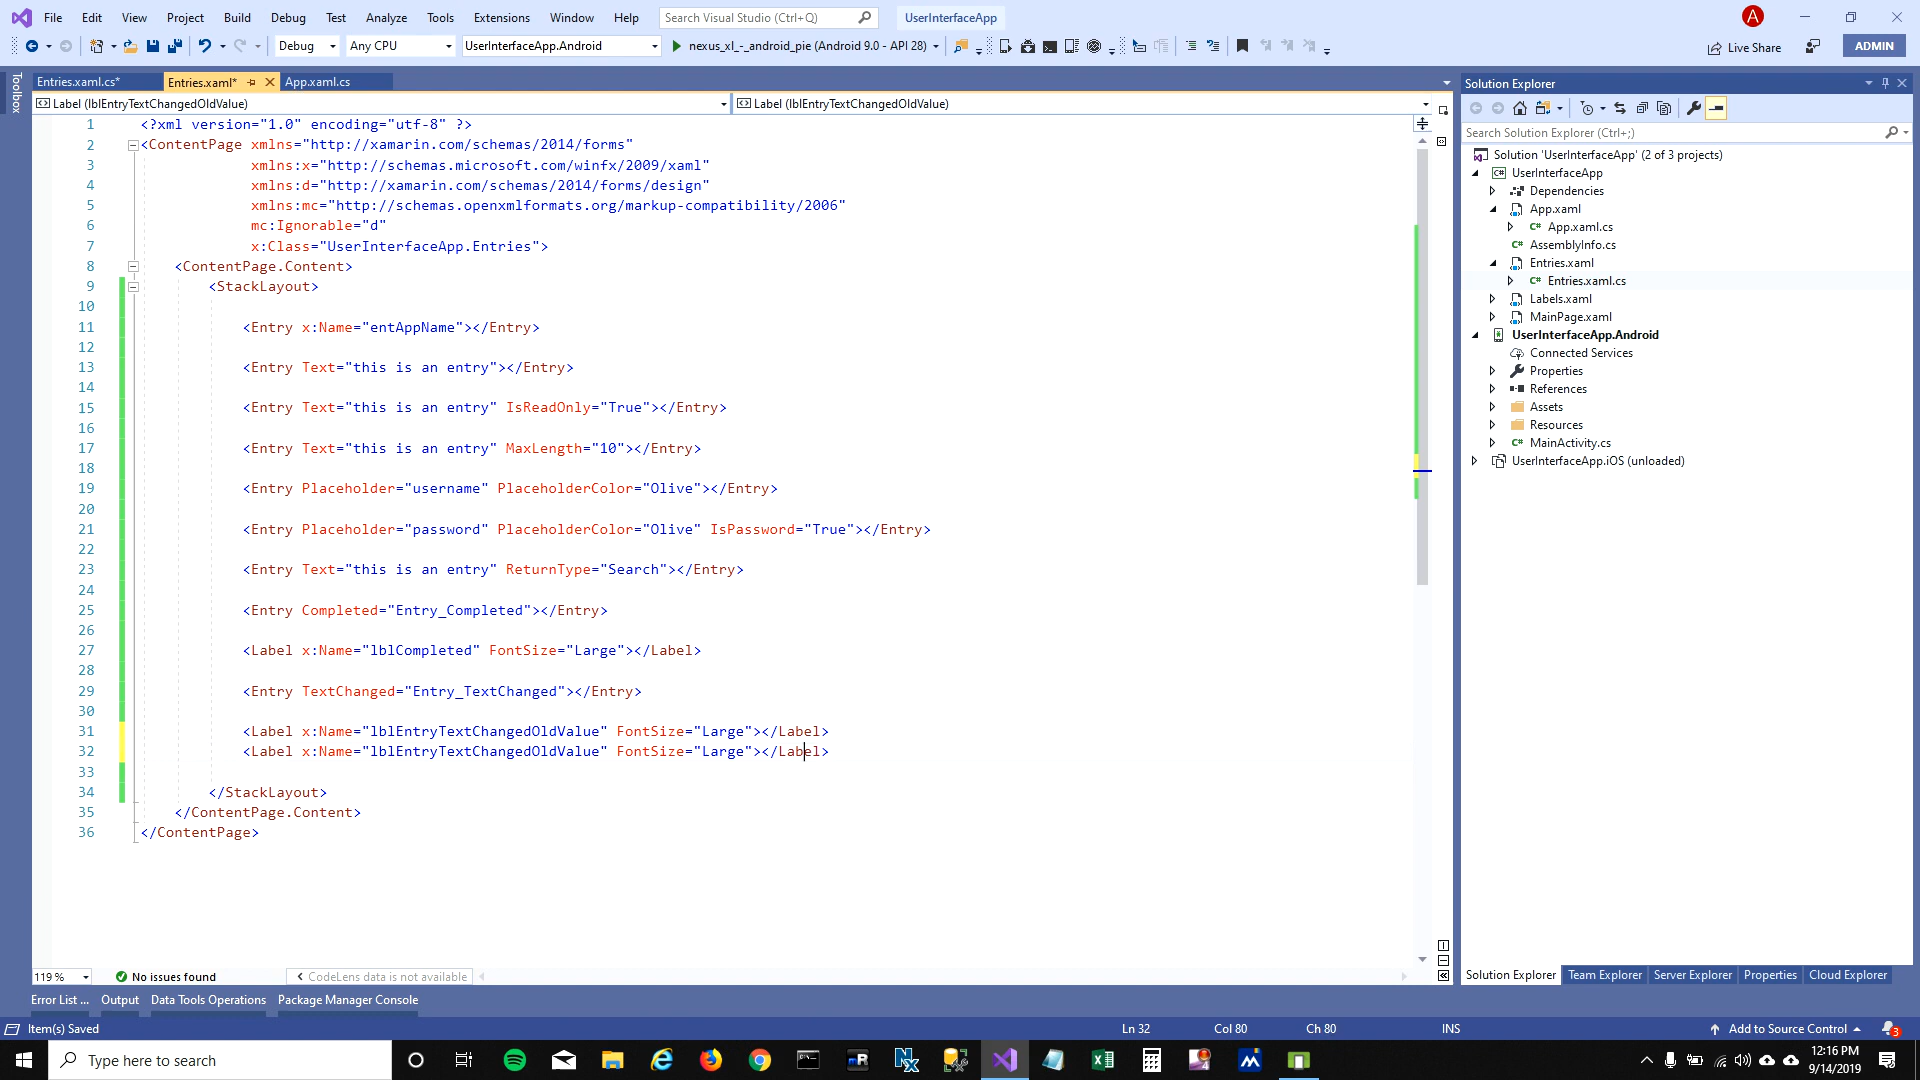 File Edit View Project Build Debug Test Analyze Tools Extensions Window Help Search Visual Studio (Ctrl+Q) UserInterfaceApp A
Debug Any CPU UserInterfaceApp.Android nexus_xl_-_android_pie (Android 9.0 - API 28) Live Share ADMIN
Toolbox
Entries.xaml.cs* Entries.xaml* App.xaml.cs
Label (lblEntryTextChangedOldValue) Label (lblEntryTextChangedOldValue)
1 <?xml version="1.0" encoding="utf-8" ?>
2 <ContentPage xmlns="http://xamarin.com/schemas/2014/forms"
3 xmlns:x="http://schemas.microsoft.com/winfx/2009/xaml"
4 xmlns:d="http://xamarin.com/schemas/2014/forms/design"
5 xmlns:mc="http://schemas.openxmlformats.org/markup-compatibility/2006"
6 mc:Ignorable="d"
7 x:Class="UserInterfaceApp.Entries">
8 <ContentPage.Content>
9 <StackLayout>
10
11 <Entry x:Name="entAppName"></Entry>
12
13 <Entry Text="this is an entry"></Entry>
14
15 <Entry Text="this is an entry" IsReadOnly="True"></Entry>
16
17 <Entry Text="this is an entry" MaxLength="10"></Entry>
18
19 <Entry Placeholder="username" PlaceholderColor="Olive"></Entry>
20
21 <Entry Placeholder="password" PlaceholderColor="Olive" IsPassword="True"></Entry>
22
23 <Entry Text="this is an entry" ReturnType="Search"></Entry>
24
25 <Entry Completed="Entry_Completed"></Entry>
26
27 <Label x:Name="lblCompleted" FontSize="Large"></Label>
28
29 <Entry TextChanged="Entry_TextChanged"></Entry>
30
31 <Label x:Name="lblEntryTextChangedOldValue" FontSize="Large"></Label>
32 <Label x:Name="lblEntryTextChangedOldValue" FontSize="Large"></Label>
33
34 </StackLayout>
35 </ContentPage.Content>
36 </ContentPage>
119 % No issues found CodeLens data is not available
Solution Explorer
Search Solution Explorer (Ctrl+;)
Solution 'UserInterfaceApp' (2 of 3 projects)
UserInterfaceApp
Dependencies
App.xaml
App.xaml.cs
AssemblyInfo.cs
Entries.xaml
Entries.xaml.cs
Labels.xaml
MainPage.xaml
UserInterfaceApp.Android
Connected Services
Properties
References
Assets
Resources
MainActivity.cs
UserInterfaceApp.iOS (unloaded)
Solution Explorer Team Explorer Server Explorer Properties Cloud Explorer
Error List ... Output Data Tools Operations Package Manager Console
Item(s) Saved Ln 32 Col 80 Ch 80 INS Add to Source Control 3
Type here to search 12:16 PM
9/14/2019